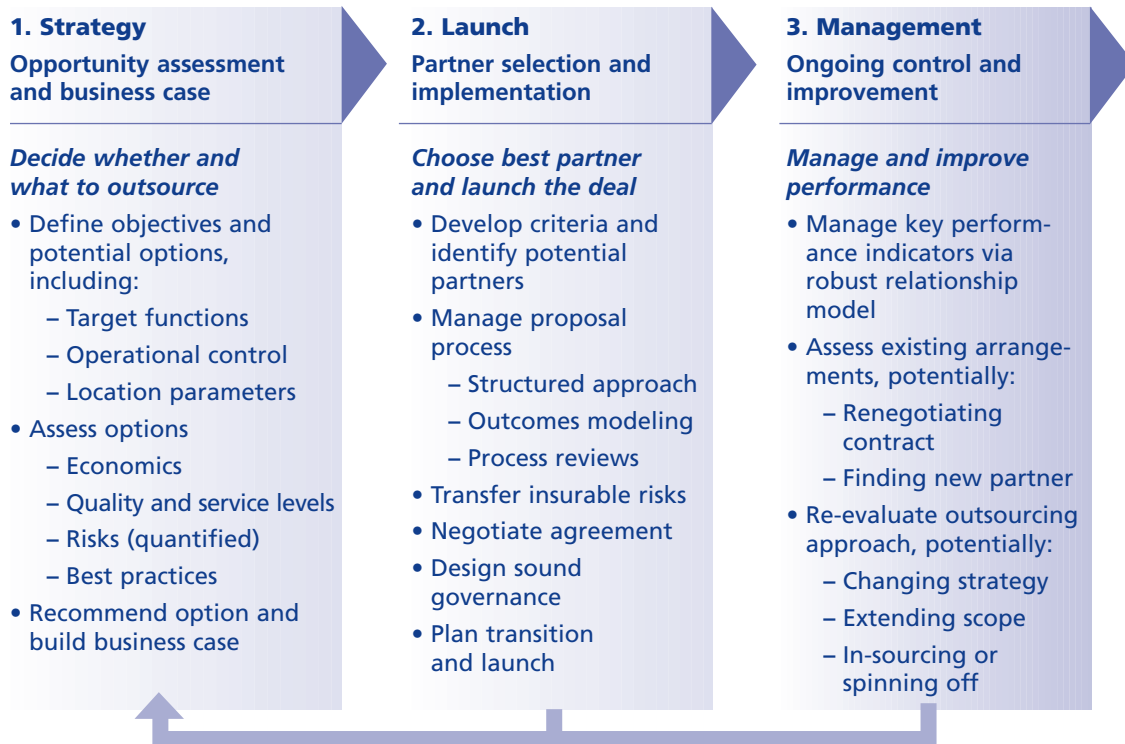 1. Strategy
Opportunity assessment
and business case
Decide whether and
what to outsource
• Define objectives and
potential options,
including:
– Target functions
– Operational control
– Location parameters
• Assess options
– Economics
– Quality and service levels
– Risks (quantified)
– Best practices
• Recommend option and
build business case
2. Launch
Partner selection and
implementation
Choose best partner
and launch the deal
• Develop criteria and
identify potential
partners
• Manage proposal
process
– Structured approach
– Outcomes modeling
– Process reviews
• Transfer insurable risks
• Negotiate agreement
• Design sound
governance
• Plan transition
and launch
3. Management
Ongoing control and
improvement
Manage and improve
performance
• Manage key perform-
ance indicators via
robust relationship
model
• Assess existing arrange-
ments, potentially:
– Renegotiating
contract
– Finding new partner
• Re-evaluate outsourcing
approach, potentially:
– Changing strategy
– Extending scope
– In-sourcing or
spinning off